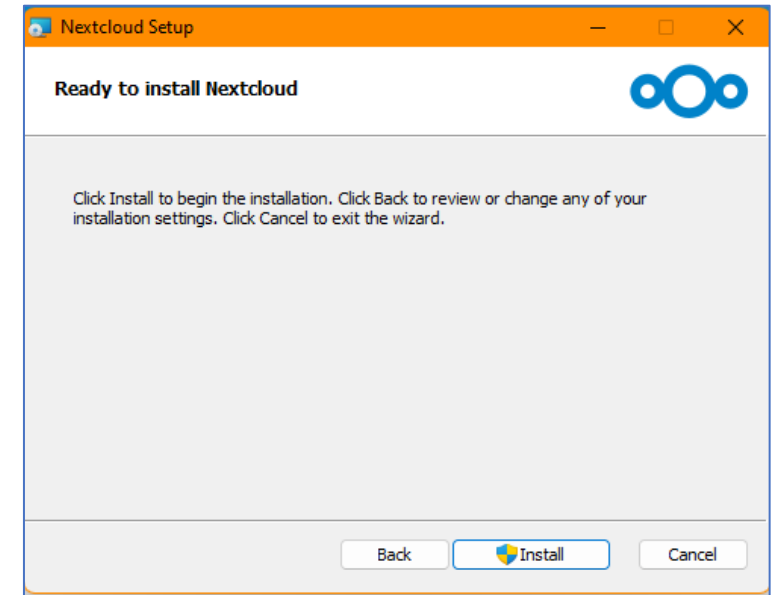 Nextcloud Setup
Ready to install Nextcloud
Click Install to begin the installation. Click Back to review or change any of your
installation settings. Click Cancel to exit the wizard.
Back
Install
Cancel